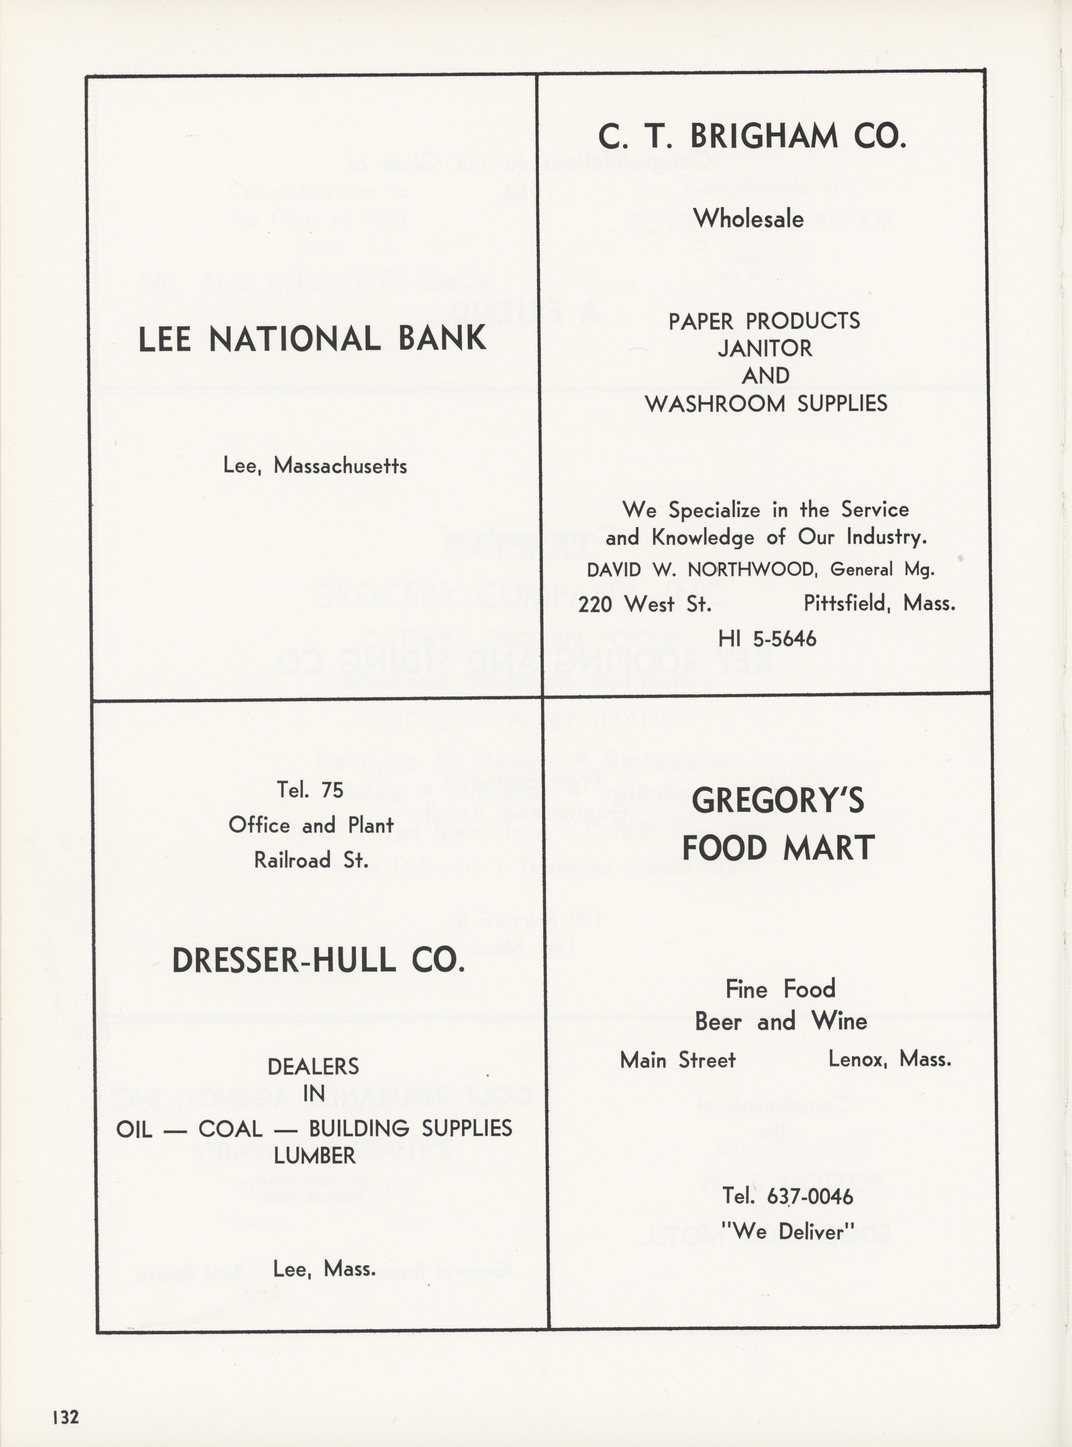 LEE NATIONAL BANK
Lee, Massachusetts
C. T. BRIGHAM CO.
Wholesale
PAPER PRODUCTS
JANITOR
AND
WASHROOM SUPPLIES
We Specialize in the Service
and Knowledge of Our Industry.
DAVID W. NORTHWOOD, General Mg.
220 West St. Pittsfield, Mass.
HI 5-5646
Tel. 75
Office and Plant
Railroad St.
DRESSER-HULL CO.
DEALERS
IN
OIL — COAL — BUILDING SUPPLIES
LUMBER
Lee, Mass.
GREGORY'S
FOOD MART
Fine Food
Beer and Wine
Main Street Lenox, Mass.
Tel. 637-0046
"We Deliver"
132